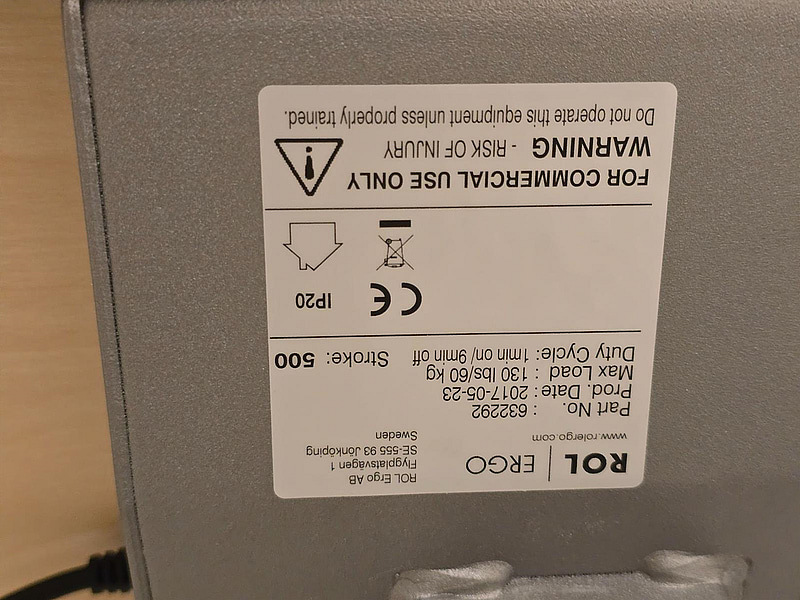 ROL | ERGO
www.rolergo.com
ROL Ergo AB
Flygplatsvägen 1
SE-555 93 Jönköping
Sweden
Part No. : 632292
Prod. Date: 2017-05-23
Max Load : 130 lbs/60 kg
Duty Cycle: 1min on/9min off
Stroke: 500
CE IP20
FOR COMMERCIAL USE ONLY
WARNING - RISK OF INJURY
Do not operate this equipment unless properly trained.